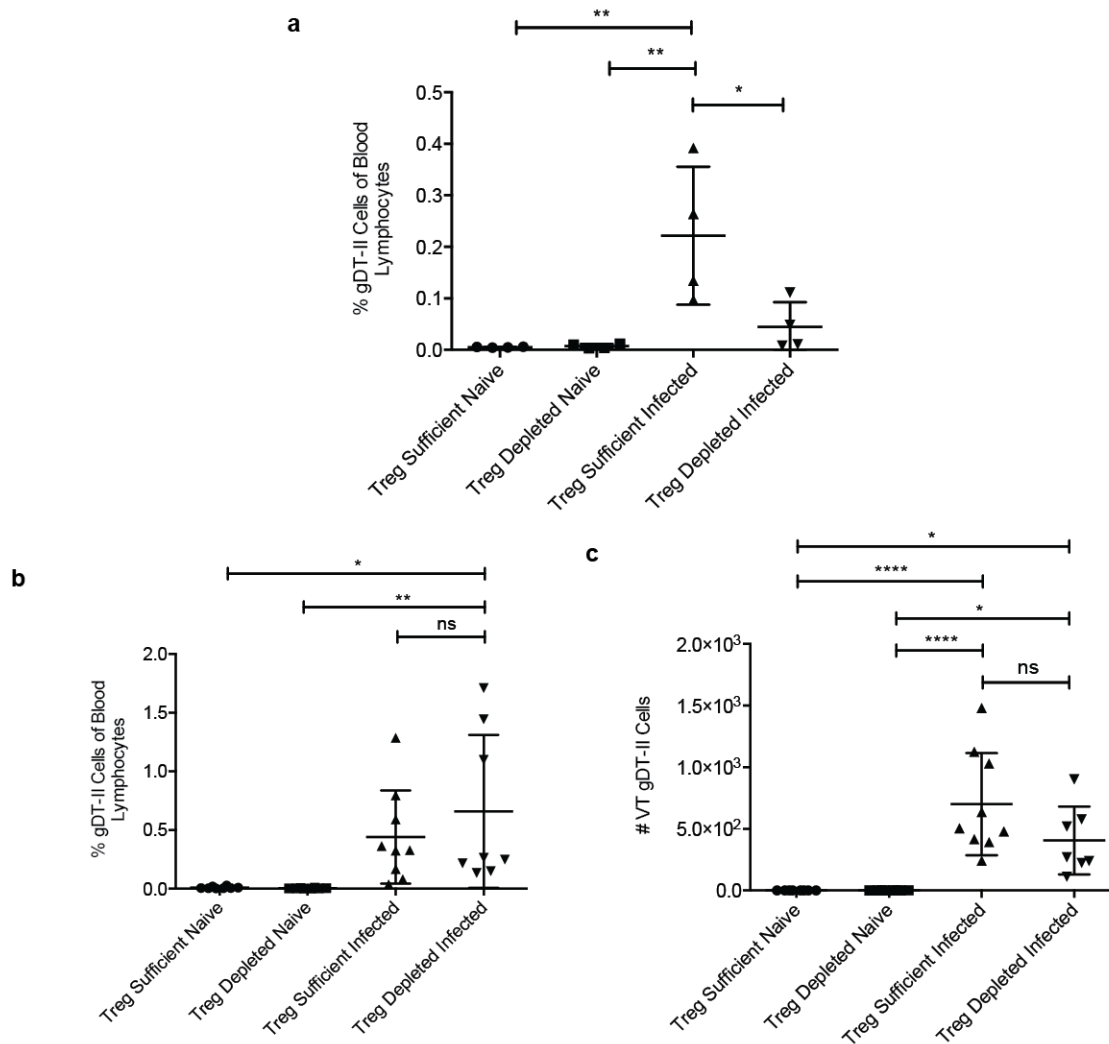 a
**
**
*
% gDT-II Cells of Blood
Lymphocytes
0.5
0.4
0.3
0.2
0.1
0.0
Treg Sufficient Naive
Treg Depleted Naive
Treg Sufficient Infected
Treg Depleted Infected
b
*
**
ns
% gDT-II Cells of Blood
Lymphocytes
2.0
1.5
1.0
0.5
0.0
Treg Sufficient Naive
Treg Depleted Naive
Treg Sufficient Infected
Treg Depleted Infected
c
*
****
*
****
ns
# VT gDT-II Cells
2.0×10³
1.5×10³
1.0×10³
5.0×10²
0.0
Treg Sufficient Naive
Treg Depleted Naive
Treg Sufficient Infected
Treg Depleted Infected